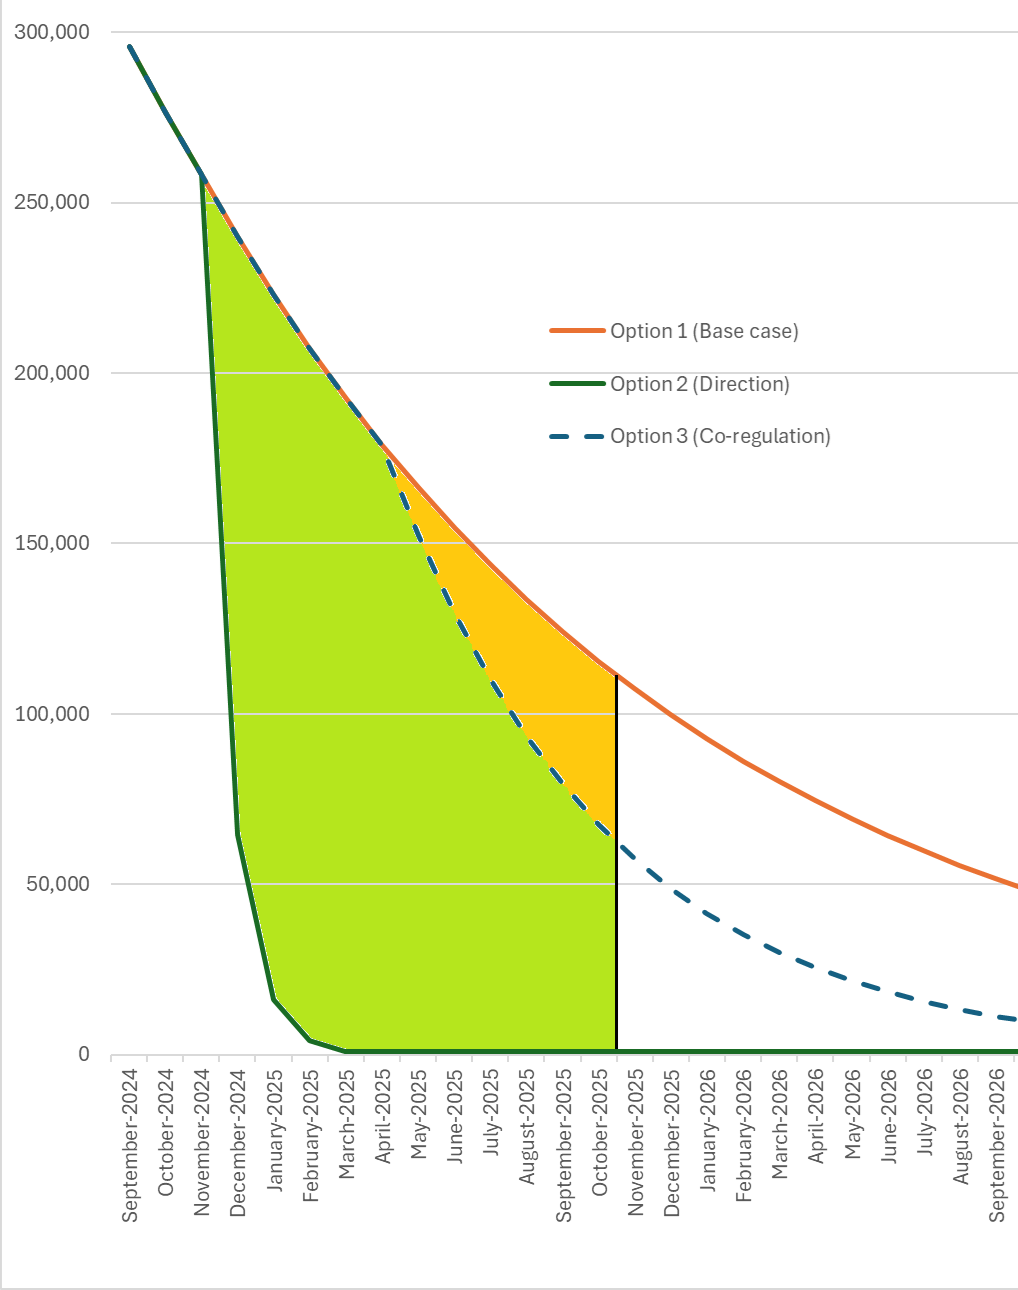 300,000
250,000
200,000
150,000
100,000
50,000
0
Option 1 (Base case)
Option 2 (Direction)
Option 3 (Co-regulation)
September-2024
October-2024
November-2024
December-2024
January-2025
February-2025
March-2025
April-2025
May-2025
June-2025
July-2025
August-2025
September-2025
October-2025
November-2025
December-2025
January-2026
February-2026
March-2026
April-2026
May-2026
June-2026
July-2026
August-2026
September-2026